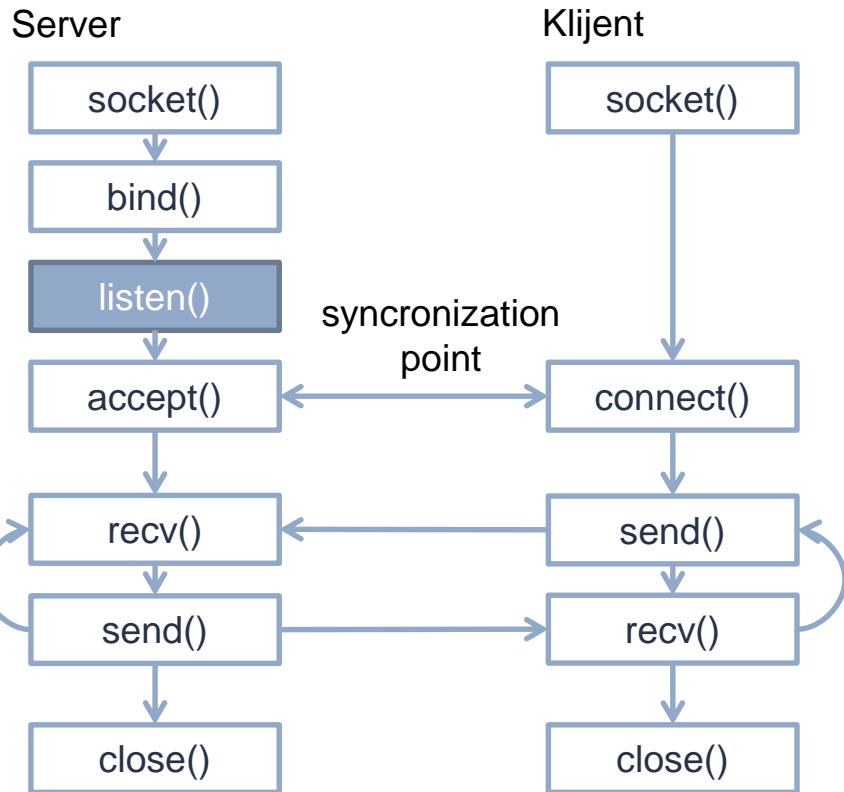 Server
Klijent
socket()
socket()
bind()
listen()
syncronization
point
accept()
connect()
recv()
send()
send()
recv()
close()
close()